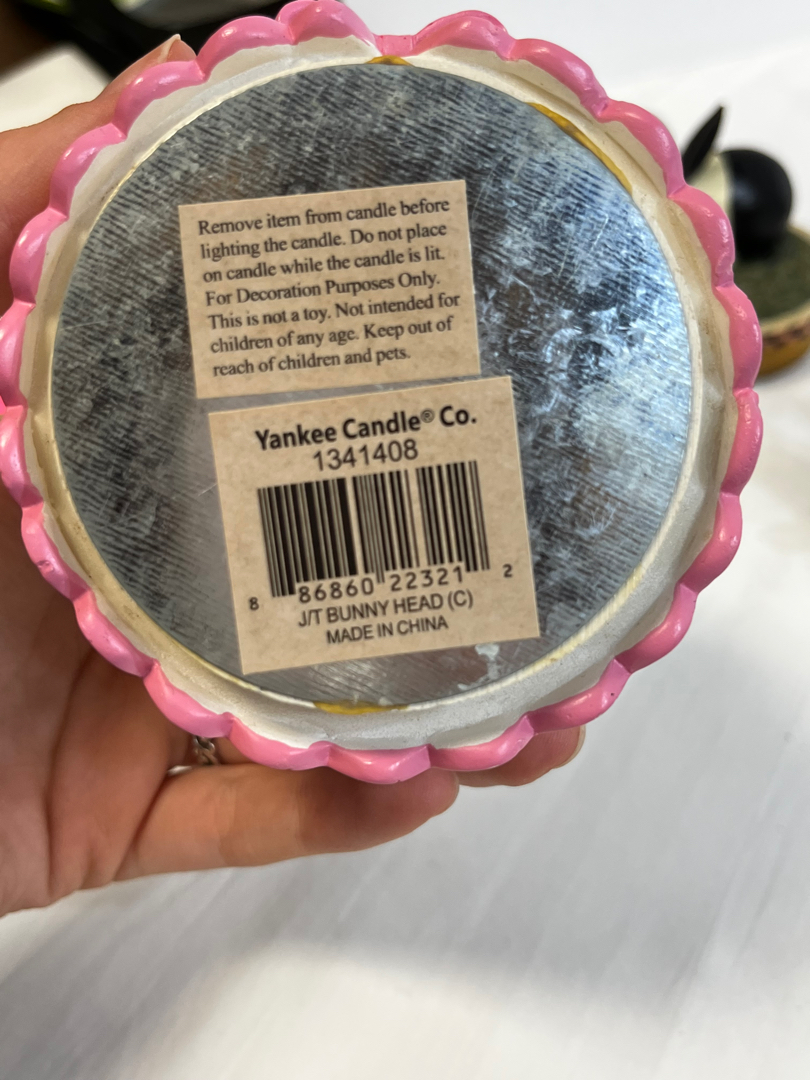 Remove item from candle before
lighting the candle. Do not place
on candle while the candle is lit.
For Decoration Purposes Only.
This is not a toy. Not intended for
children of any age. Keep out of
reach of children and pets.
Yankee Candle® Co.
1341408
8 86860 22321 2
J/T BUNNY HEAD (C)
MADE IN CHINA